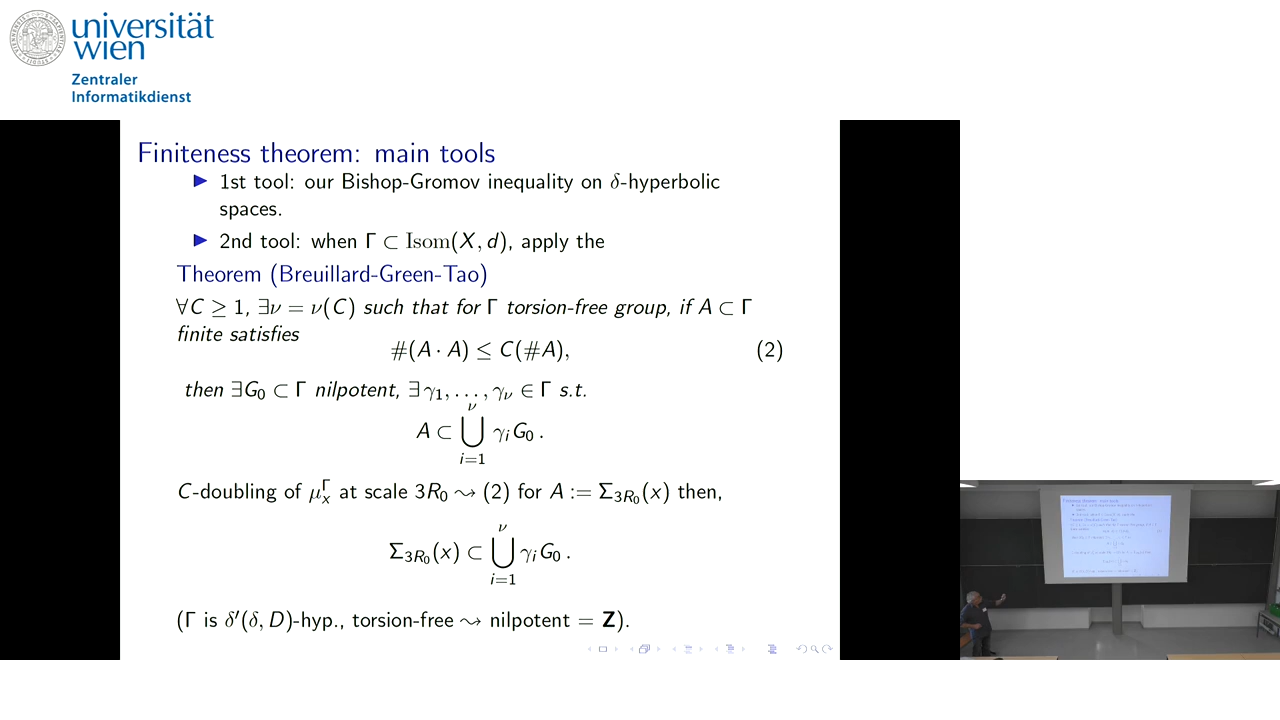 universität
wien
Zentraler
Informatikdienst
Finiteness theorem: main tools
▶ 1st tool: our Bishop-Gromov inequality on δ-hyperbolic
spaces.
▶ 2nd tool: when Γ ⊂ Isom(X, d), apply the
Theorem (Breuillard-Green-Tao)
∀C ≥ 1, ∃ν = ν(C) such that for Γ torsion-free group, if A ⊂ Γ
finite satisfies
#(A · A) ≤ C(#A), (2)
then ∃G₀ ⊂ Γ nilpotent, ∃ γ₁, . . . , γ_ν ∈ Γ s.t.
A ⊂ ⋃_{i=1}^{ν} γ_i G₀ .
C-doubling of μ_x^Γ at scale 3R₀ ⇝ (2) for A := Σ_{3R₀}(x) then,
Σ_{3R₀}(x) ⊂ ⋃_{i=1}^{ν} γ_i G₀ .
(Γ is δ′(δ, D)-hyp., torsion-free ⇝ nilpotent = Z).